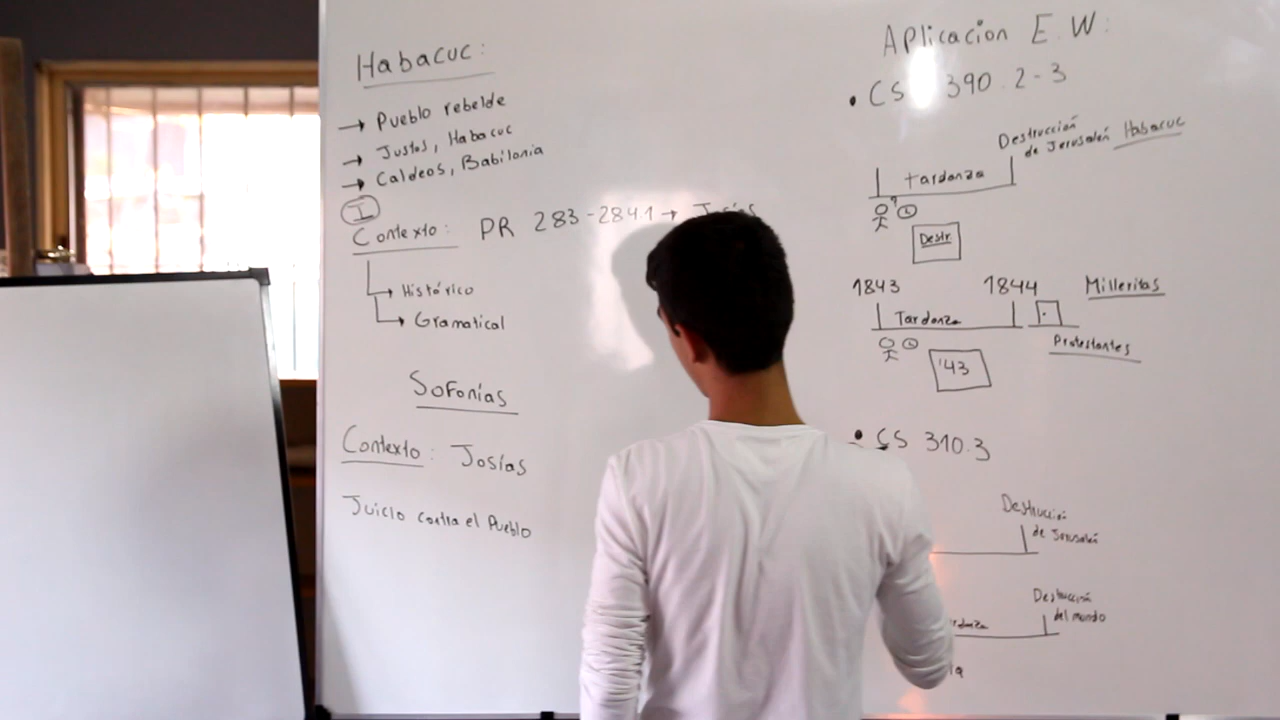 Habacuc:
→ Pueblo rebelde
→ Justos, Habacuc
→ Caldeos, Babilonia
I
Contexto: PR 283-284.1 → Josías
→ Histórico
→ Gramatical
Sofonías
Contexto: Josías
Juicio contra el Pueblo
Aplicacion E.W:
• CS 390.2-3
Destrucción
de Jerusalén Habacuc
tardanza
?
Destr.
1843 1844 Milleritas
Tardanza
Protestantes
'43
• CS 310.3
Destrucción
de Jerusalén
Destrucción
del mundo